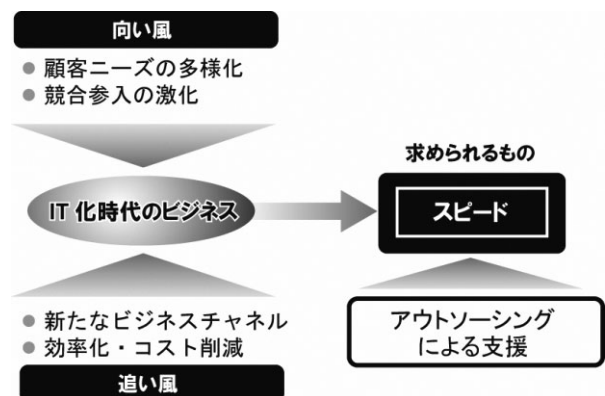 向い風
● 顧客ニーズの多様化
● 競合参入の激化
IT 化時代のビジネス
● 新たなビジネスチャネル
● 効率化・コスト削減
追い風
求められるもの
スピード
アウトソーシング
による支援